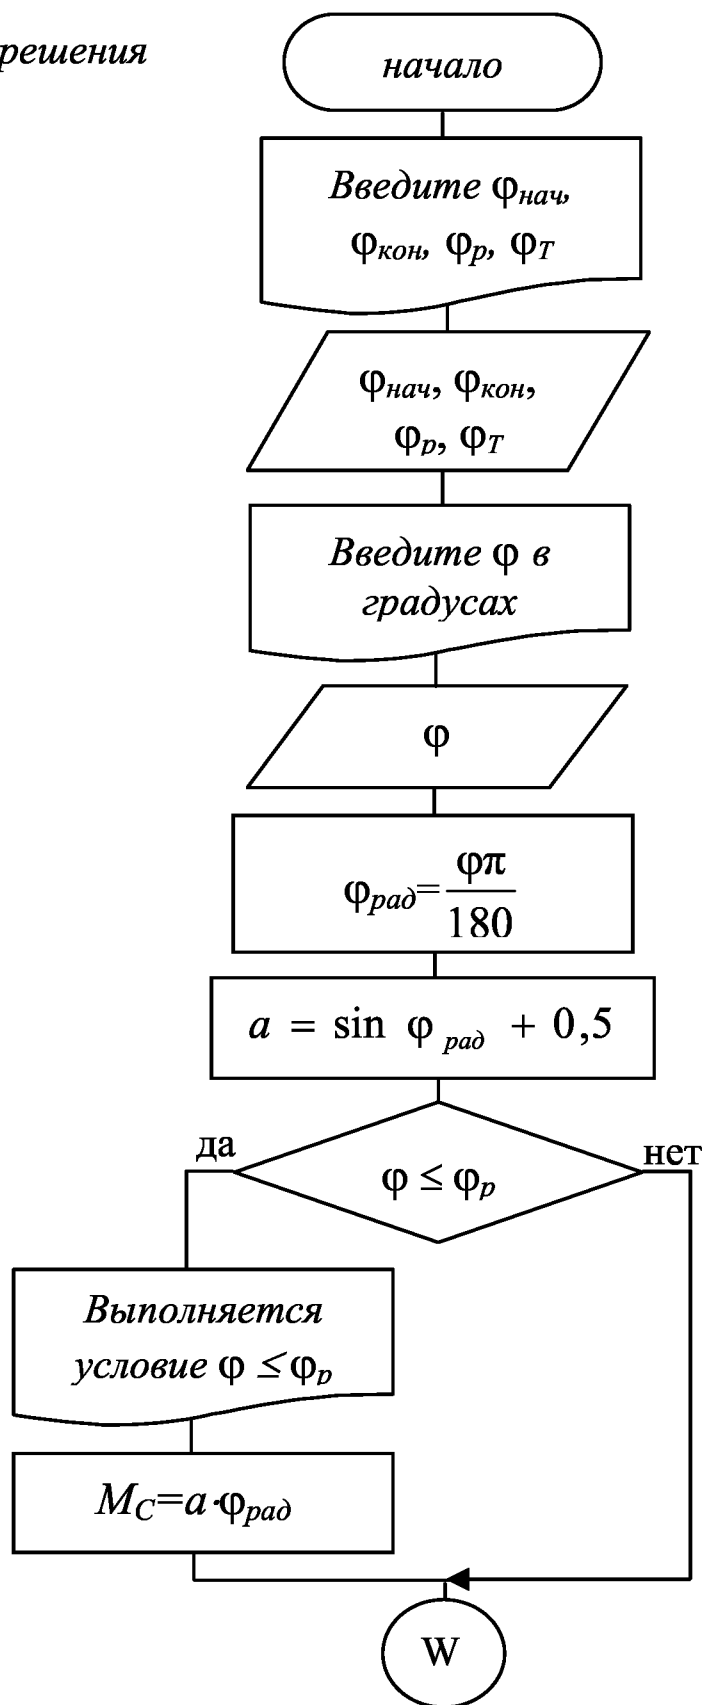 решения
начало
Введите φнач,
φкон, φр, φТ
φнач, φкон,
φр, φТ
Введите φ в
градусах
φ
φрад=φπ/180
a = sin φ рад + 0,5
да
нет
φ ≤ φр
Выполняется
условие φ ≤ φр
MC=a·φрад
W